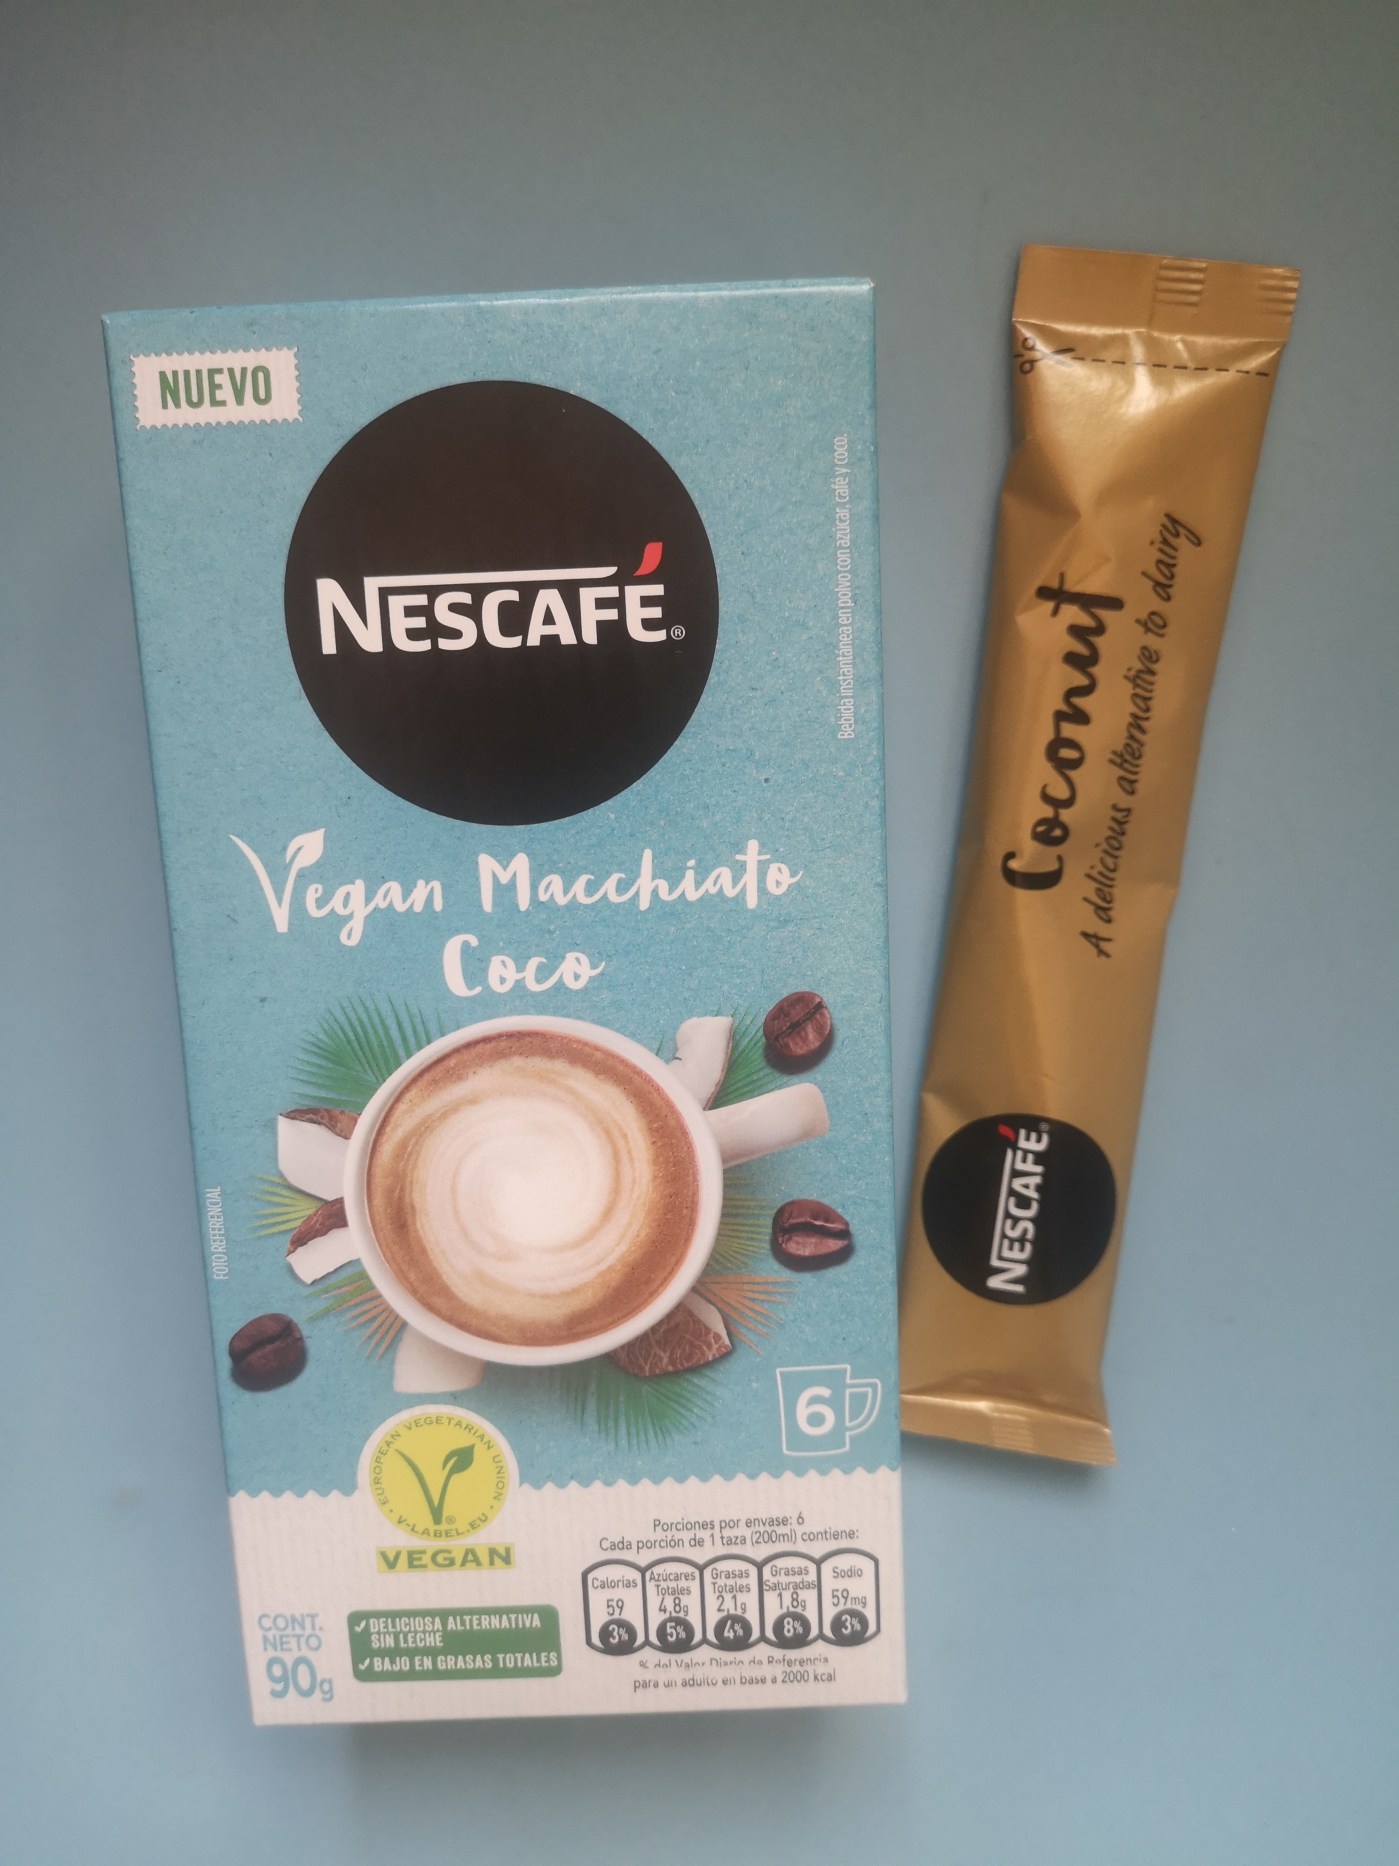 NUEVO
NESCAFÉ®
Bebida instantánea en polvo con azúcar, café y coco.
Vegan Macchiato
Coco
FOTO REFERENCIAL
6
EUROPEAN VEGETARIAN UNION
V-LABEL.EU
®
VEGAN
CONT.
NETO
90g
✓ DELICIOSA ALTERNATIVA
SIN LECHE
✓ BAJO EN GRASAS TOTALES
Porciones por envase: 6
Cada porción de 1 taza (200ml) contiene:
Calorías 59 3%
Azúcares Totales 4,8g 5%
Grasas Totales 2,1g 4%
Grasas Saturadas 1,8g 8%
Sodio 59mg 3%
% del Valor Diario de Referencia
para un adulto en base a 2000 kcal
Coconut
A delicious alternative to dairy
NESCAFÉ®